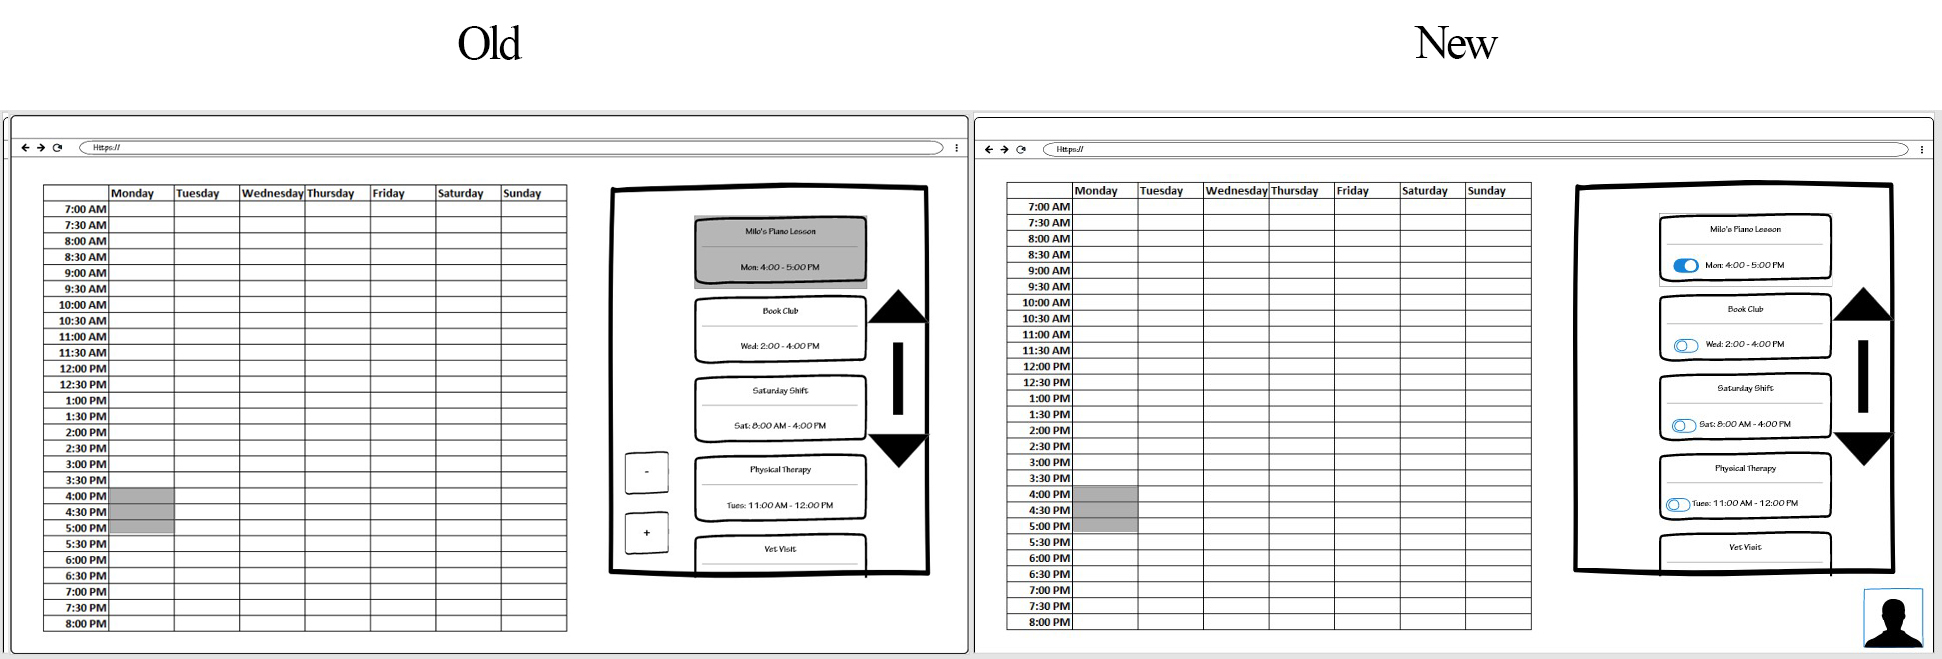 Old
New
Https://
Monday Tuesday Wednesday Thursday Friday Saturday Sunday
7:00 AM
7:30 AM
8:00 AM
8:30 AM
9:00 AM
9:30 AM
10:00 AM
10:30 AM
11:00 AM
11:30 AM
12:00 PM
12:30 PM
1:00 PM
1:30 PM
2:00 PM
2:30 PM
3:00 PM
3:30 PM
4:00 PM
4:30 PM
5:00 PM
5:30 PM
6:00 PM
6:30 PM
7:00 PM
7:30 PM
8:00 PM
Milo's Piano Lesson
Mon: 4:00 - 5:00 PM
Book Club
Wed: 2:00 - 4:00 PM
Saturday Shift
Sat: 8:00 AM - 4:00 PM
Physical Therapy
Tues: 11:00 AM - 12:00 PM
Vet Visit
-
+
Https://
Monday Tuesday Wednesday Thursday Friday Saturday Sunday
7:00 AM
7:30 AM
8:00 AM
8:30 AM
9:00 AM
9:30 AM
10:00 AM
10:30 AM
11:00 AM
11:30 AM
12:00 PM
12:30 PM
1:00 PM
1:30 PM
2:00 PM
2:30 PM
3:00 PM
3:30 PM
4:00 PM
4:30 PM
5:00 PM
5:30 PM
6:00 PM
6:30 PM
7:00 PM
7:30 PM
8:00 PM
Milo's Piano Lesson
Mon: 4:00 - 5:00 PM
Book Club
Wed: 2:00 - 4:00 PM
Saturday Shift
Sat: 8:00 AM - 4:00 PM
Physical Therapy
Tues: 11:00 AM - 12:00 PM
Vet Visit